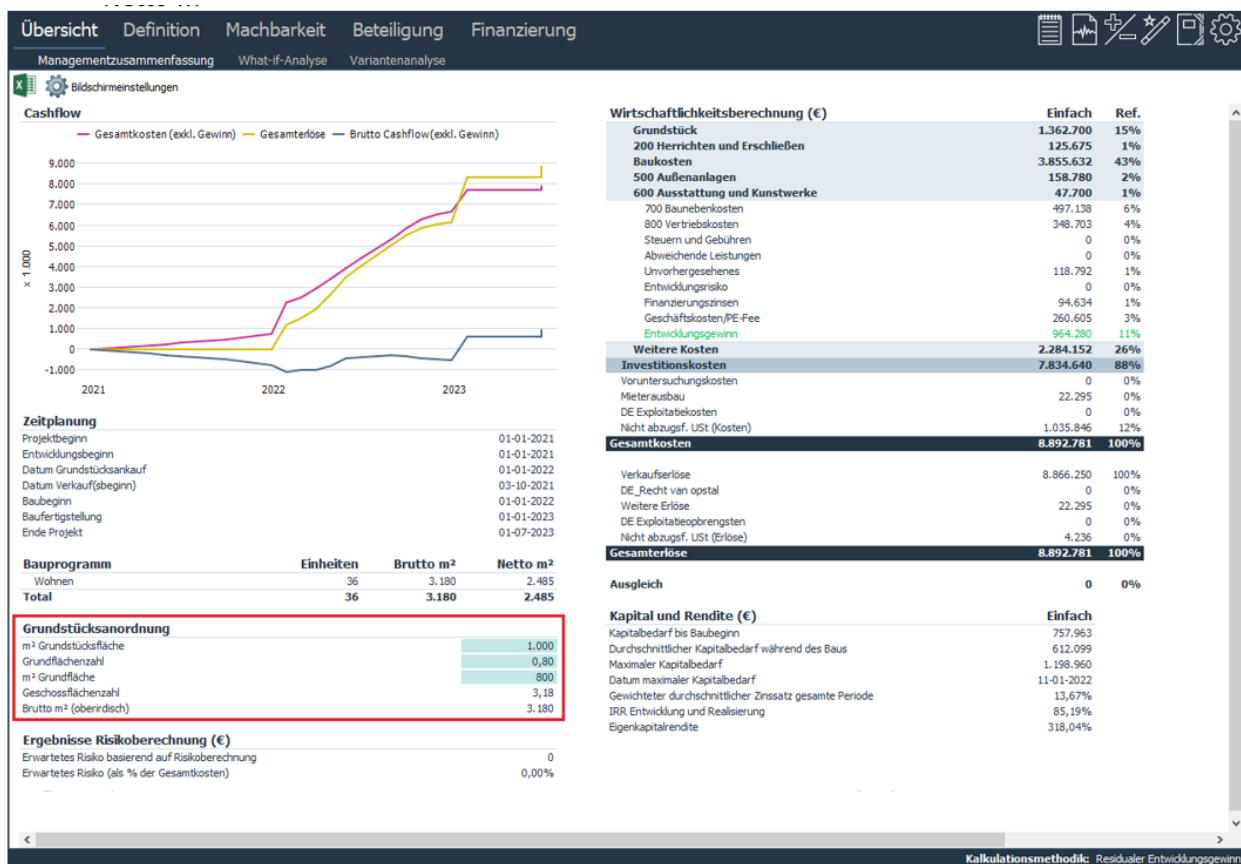 Übersicht Definition Machbarkeit Beteiligung Finanzierung
Managementzusammenfassung What-if-Analyse Variantenanalyse
Bildschirmeinstellungen
Cashflow
Gesamtkosten (exkl. Gewinn) Gesamterlöse Brutto Cashflow(exkl. Gewinn)
9.000
8.000
7.000
6.000
5.000
4.000
3.000
2.000
1.000
0
-1.000
x 1.000
2021 2022 2023
Zeitplanung
Projektbeginn 01-01-2021
Entwicklungsbeginn 01-01-2021
Datum Grundstücksankauf 01-01-2022
Datum Verkauf(sbeginn) 03-10-2021
Baubeginn 01-01-2022
Baufertigstellung 01-01-2023
Ende Projekt 01-07-2023
Bauprogramm Einheiten Brutto m² Netto m²
Wohnen 36 3.180 2.485
Total 36 3.180 2.485
Grundstücksanordnung
m² Grundstücksfläche 1.000
Grundflächenzahl 0,80
m² Grundfläche 800
Geschossflächenzahl 3,18
Brutto m² (oberirdisch) 3.180
Ergebnisse Risikoberechnung (€)
Erwartetes Risiko basierend auf Risikoberechnung 0
Erwartetes Risiko (als % der Gesamtkosten) 0,00%
Wirtschaftlichkeitsberechnung (€) Einfach Ref.
Grundstück 1.362.700 15%
200 Herrichten und Erschließen 125.675 1%
Baukosten 3.855.632 43%
500 Außenanlagen 158.780 2%
600 Ausstattung und Kunstwerke 47.700 1%
700 Baunebenkosten 497.138 6%
800 Vertriebskosten 348.703 4%
Steuern und Gebühren 0 0%
Abweichende Leistungen 0 0%
Unvorhergesehenes 118.792 1%
Entwicklungsrisiko 0 0%
Finanzierungszinsen 94.634 1%
Geschäftskosten/PE-Fee 260.605 3%
Entwicklungsgewinn 964.280 11%
Weitere Kosten 2.284.152 26%
Investitionskosten 7.834.640 88%
Voruntersuchungskosten 0 0%
Mieterausbau 22.295 0%
DE Exploitatiekosten 0 0%
Nicht abzugsf. USt (Kosten) 1.035.846 12%
Gesamtkosten 8.892.781 100%
Verkaufserlöse 8.866.250 100%
DE_Recht van opstal 0 0%
Weitere Erlöse 22.295 0%
DE Exploitatieopbrengsten 0 0%
Nicht abzugsf. USt (Erlöse) 4.236 0%
Gesamterlöse 8.892.781 100%
Ausgleich 0 0%
Kapital und Rendite (€) Einfach
Kapitalbedarf bis Baubeginn 757.963
Durchschnittlicher Kapitalbedarf während des Baus 612.099
Maximaler Kapitalbedarf 1.198.960
Datum maximaler Kapitalbedarf 11-01-2022
Gewichteter durchschnittlicher Zinssatz gesamte Periode 13,67%
IRR Entwicklung und Realisierung 85,19%
Eigenkapitalrendite 318,04%
Kalkulationsmethodik: Residualer Entwicklungsgewinn